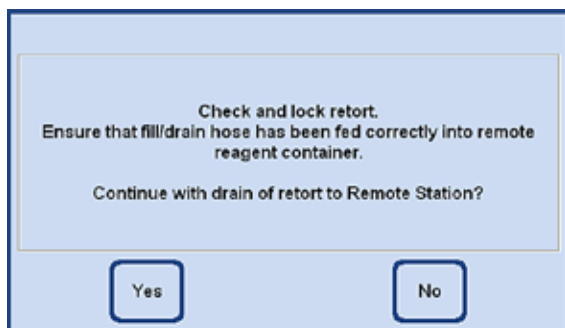 Check and lock retort.
Ensure that fill/drain hose has been fed correctly into remote
reagent container.
Continue with drain of retort to Remote Station?
Yes
No